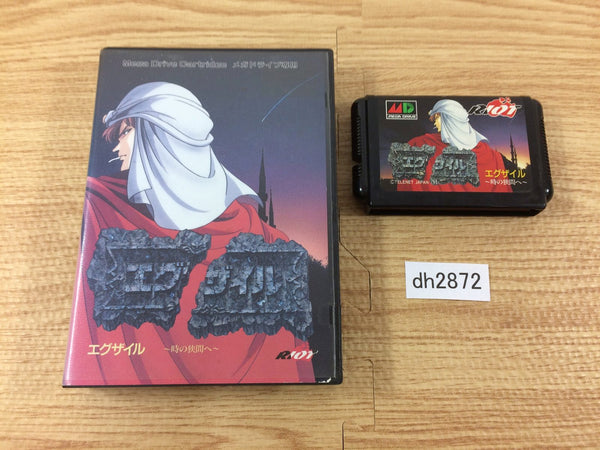 Mega Drive Cartridge メガドライブ専用
エグザイル
エグザイル ～時の狭間へ～
RIOT
MD
MEGA DRIVE
RIOT
エグザイル
エグザイル
～時の狭間へ～
©TELENET JAPAN
dh2872